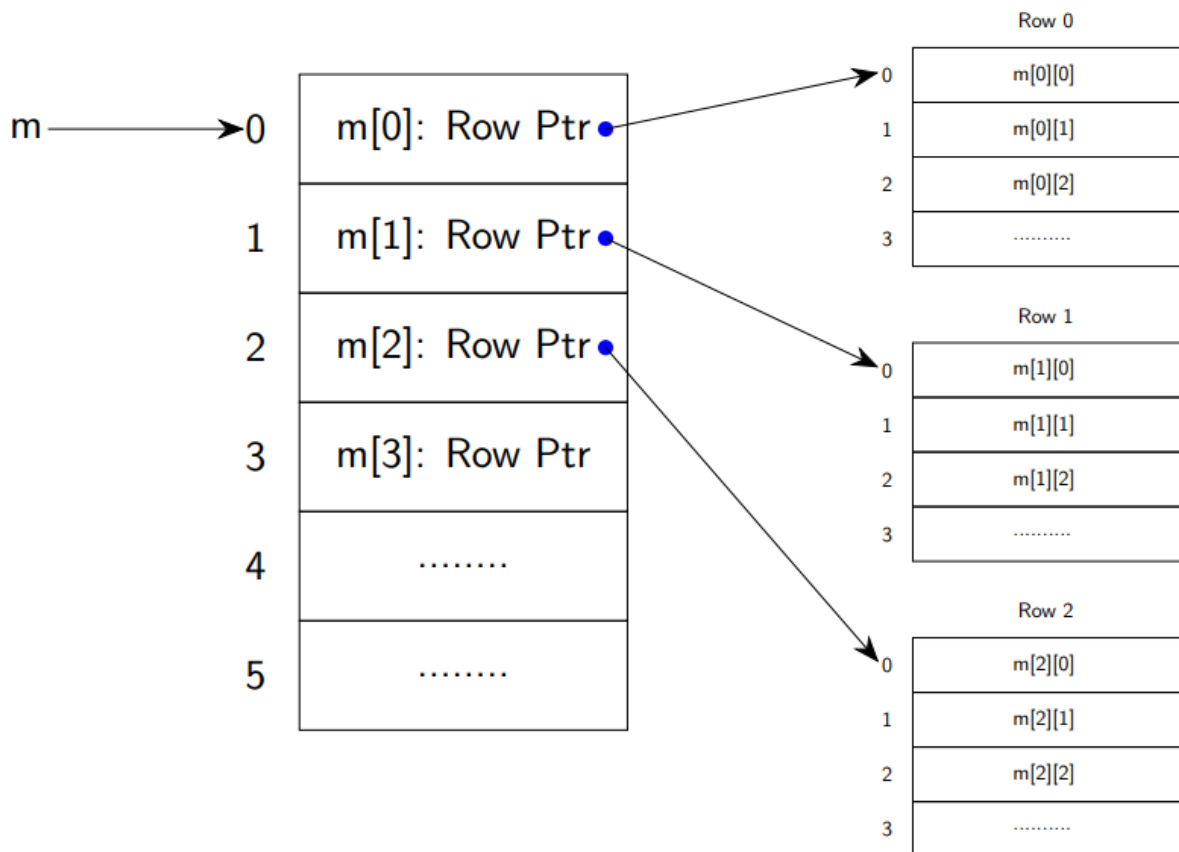 m
0 m[0]: Row Ptr
1 m[1]: Row Ptr
2 m[2]: Row Ptr
3 m[3]: Row Ptr
4 ........
5 ........
Row 0
0 m[0][0]
1 m[0][1]
2 m[0][2]
3 ..........
Row 1
0 m[1][0]
1 m[1][1]
2 m[1][2]
3 ..........
Row 2
0 m[2][0]
1 m[2][1]
2 m[2][2]
3 ..........